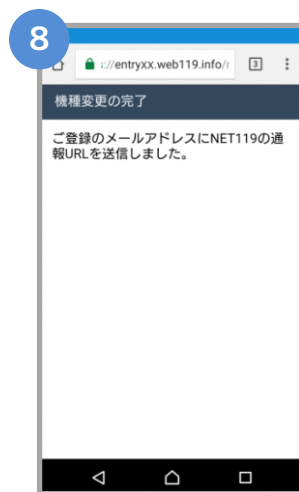 8
://entryxx.web119.info/r
3
機種変更の完了
ご登録のメールアドレスにNET119の通
報URLを送信しました。